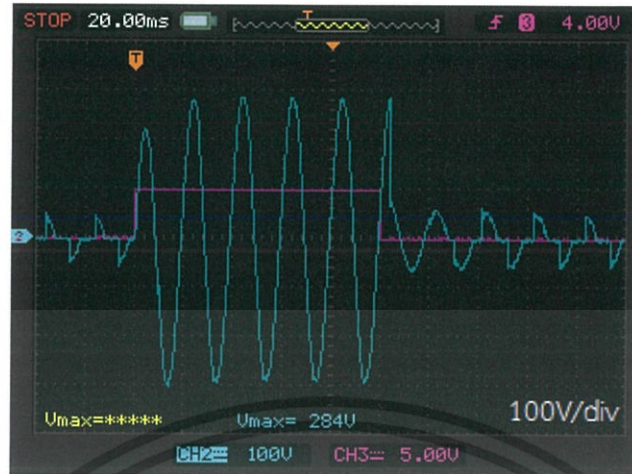 STOP 20.00ms T 3 4.00V
T
2
Vmax=***** Vmax= 284V
100V/div
CH2 100V CH3 5.00V